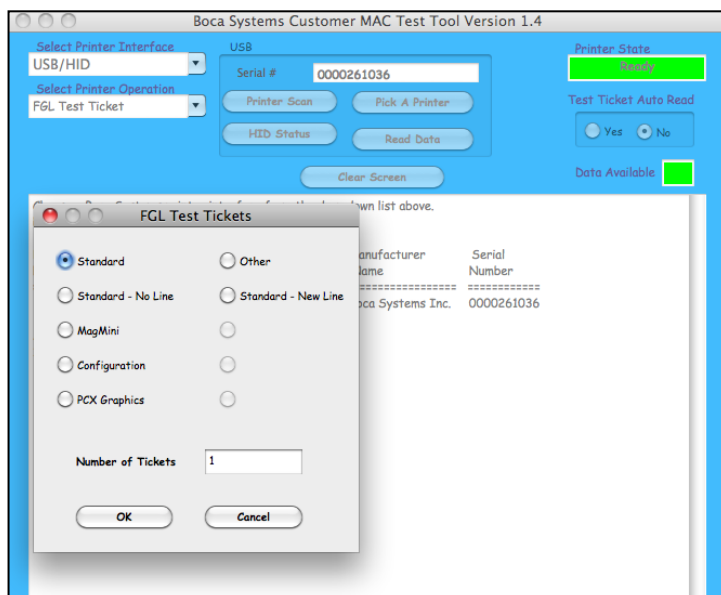 Boca Systems Customer MAC Test Tool Version 1.4
Select Printer Interface
USB/HID
Select Printer Operation
FGL Test Ticket
USB
Serial #
0000261036
Printer Scan
Pick A Printer
HID Status
Read Data
Clear Screen
Printer State
Ready
Test Ticket Auto Read
Yes
No
Data Available
down list above.
Manufacturer Serial
Name Number
================ ============
Boca Systems Inc. 0000261036
FGL Test Tickets
Standard
Other
Standard - No Line
Standard - New Line
MagMini
Configuration
PCX Graphics
Number of Tickets
1
OK
Cancel